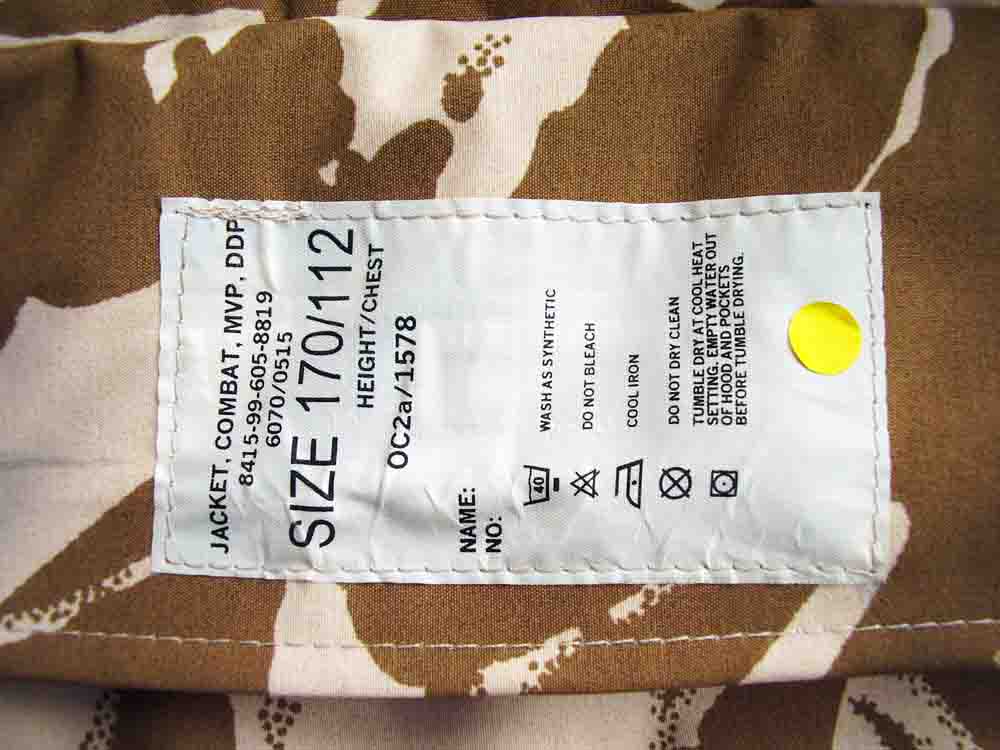 JACKET, COMBAT, MVP, DDP
8415-99-605-8819
6070/0515
SIZE 170/112
HEIGHT/CHEST
OC2a/1578
NAME:
NO:
40 WASH AS SYNTHETIC
DO NOT BLEACH
COOL IRON
DO NOT DRY CLEAN
TUMBLE DRY AT COOL HEAT
SETTING. EMPTY WATER OUT
OF HOOD AND POCKETS
BEFORE TUMBLE DRYING.